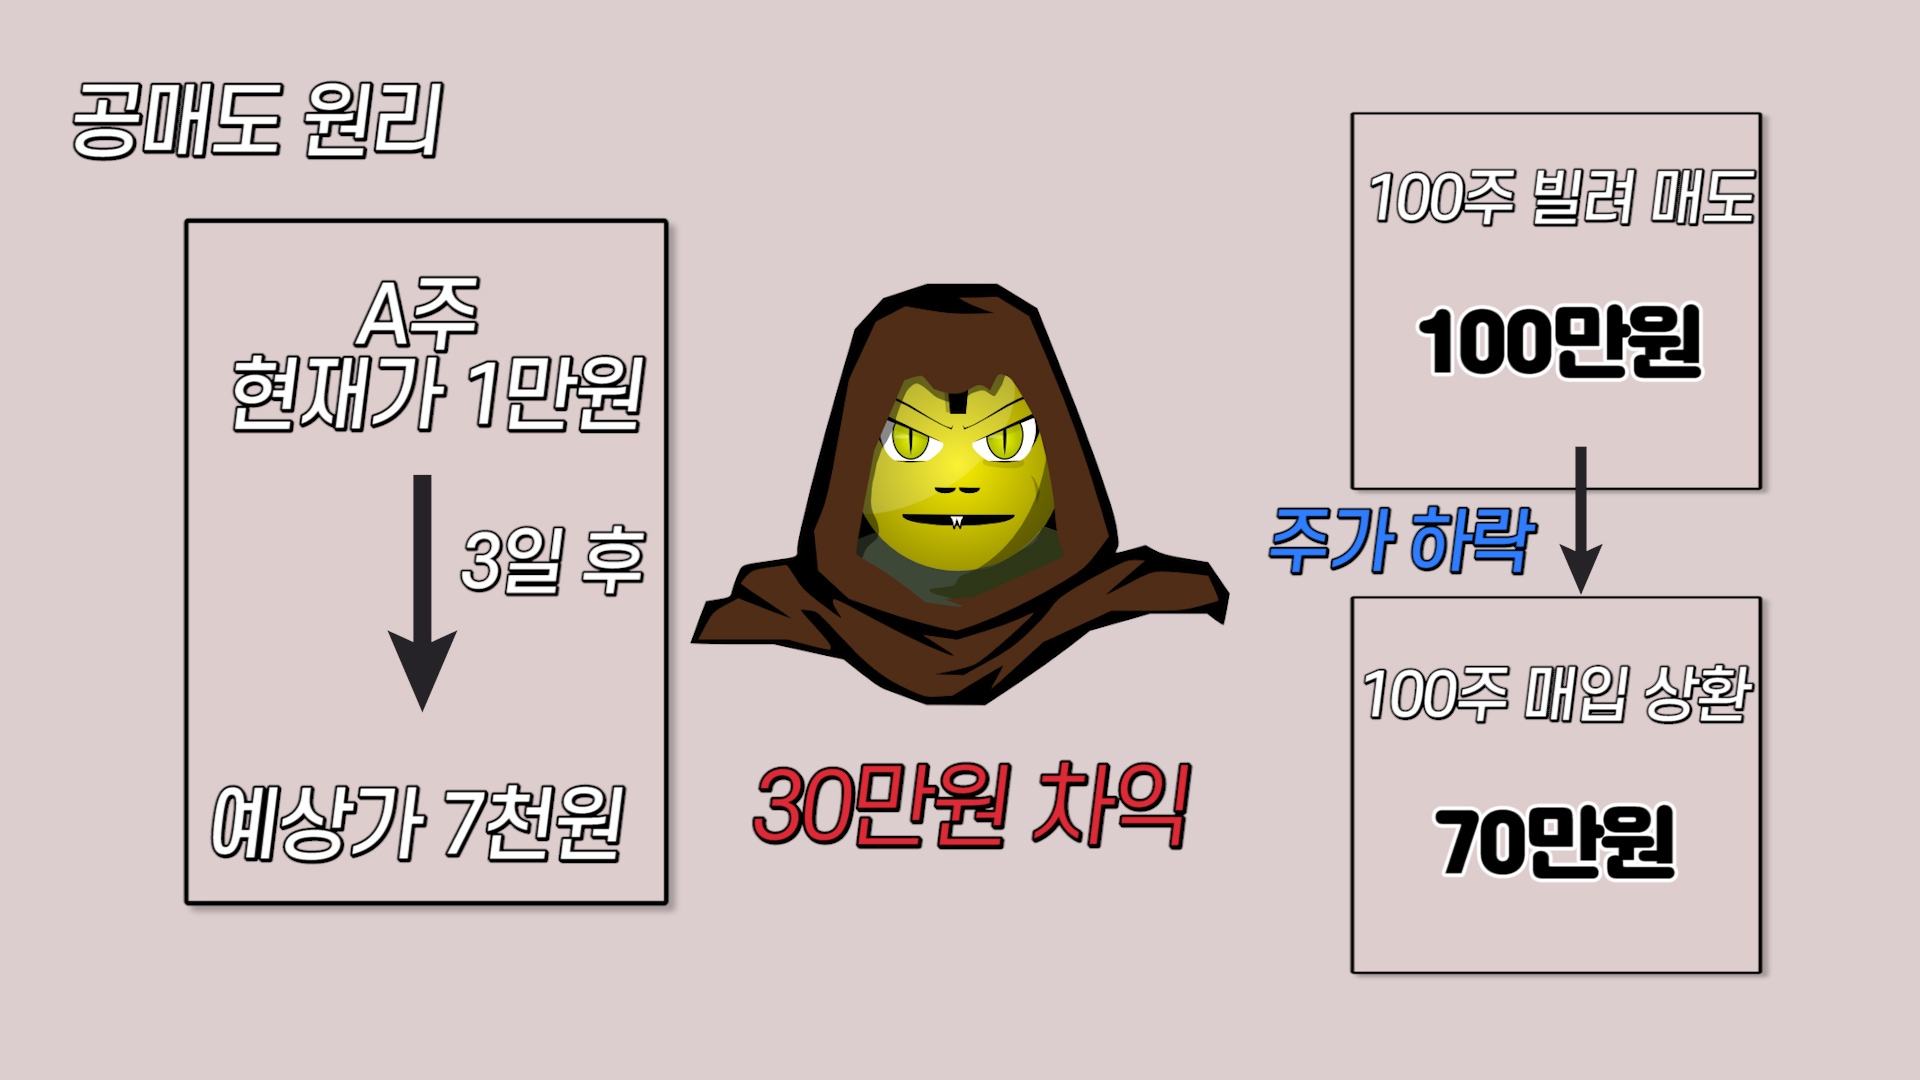 공매도 원리
A주
현재가 1만원
3일 후
예상가 7천원
30만원 차익
100주 빌려 매도
100만원
주가 하락
100주 매입 상환
70만원